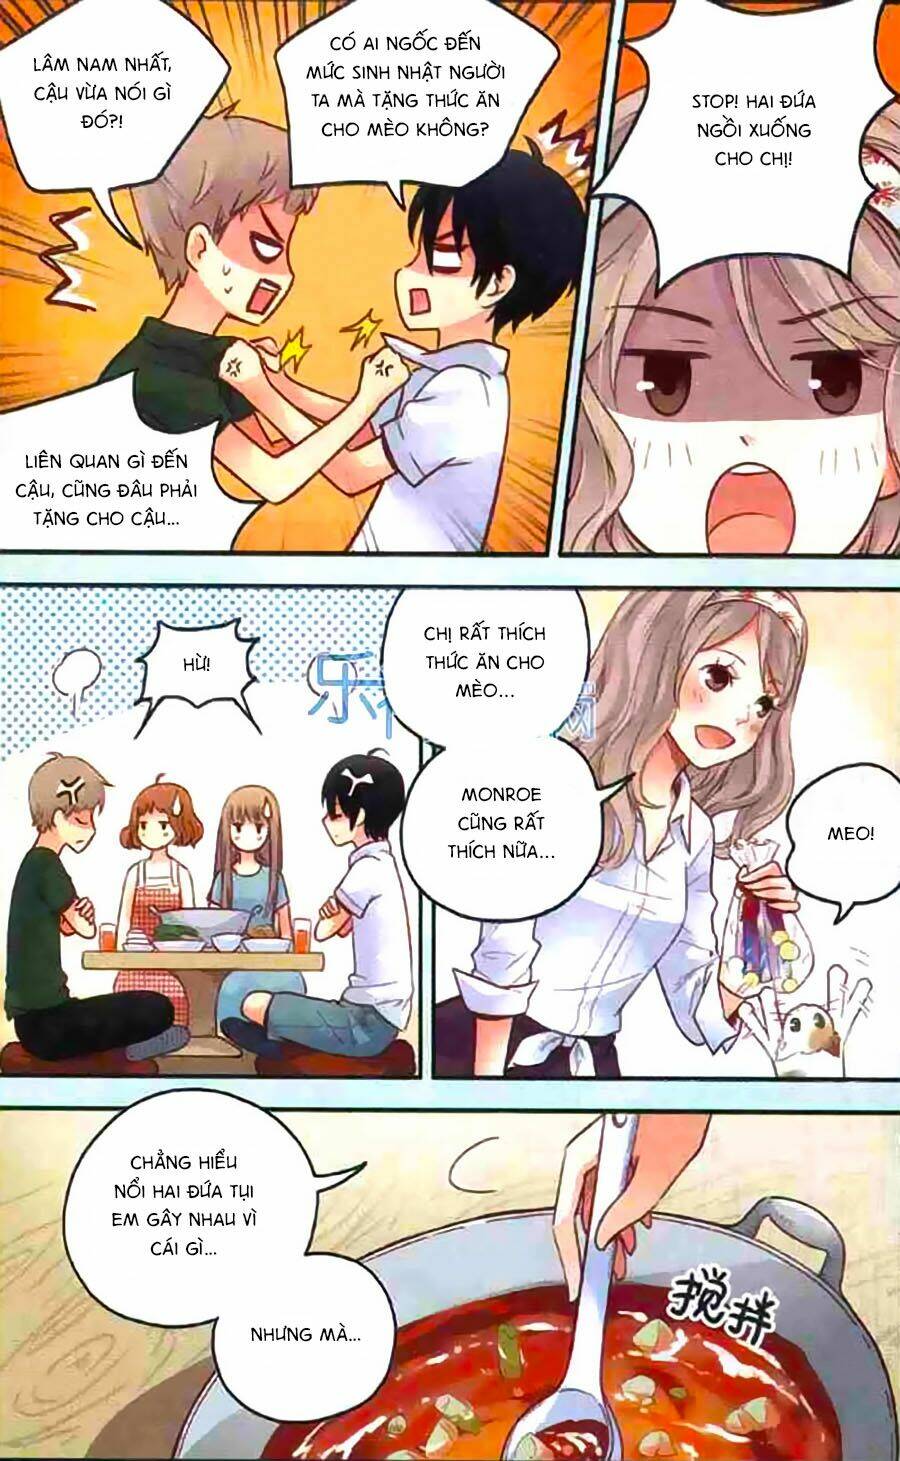 LÂM NAM NHẤT,
CẬU VỪA NÓI GÌ
ĐÓ?!
CÓ AI NGỐC ĐẾN
MỨC SINH NHẬT NGƯỜI
TA MÀ TẶNG THỨC ĂN
CHO MÈO KHÔNG?
LIÊN QUAN GÌ ĐẾN
CẬU, CŨNG ĐÂU PHẢI
TẶNG CHO CẬU...
STOP! HAI ĐỨA
NGỒI XUỐNG
CHO CHỊ!
HỪ!
CHỊ RẤT THÍCH
THỨC ĂN CHO
MÈO...
MONROE
CŨNG RẤT
THÍCH NỮA...
MEO!
CHẲNG HIỂU
NỔI HAI ĐỨA TỤI
EM GÂY NHAU VÌ
CÁI GÌ...
NHƯNG MÀ...
搅拌